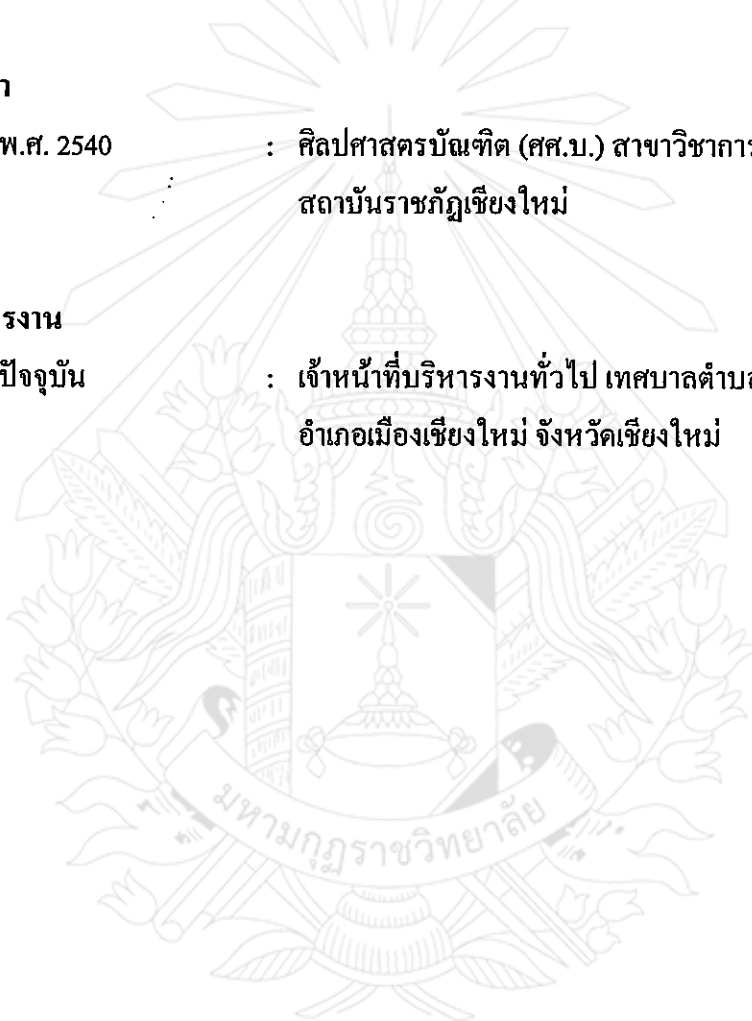 า
พ.ศ. 2540 : ศิลปศาสตรบัณฑิต (ศศ.บ.) สาขาวิชาการ
สถาบันราชภัฏเชียงใหม่
รงาน
ปัจจุบัน : เจ้าหน้าที่บริหารงานทั่วไป เทศบาลตำบล
อำเภอเมืองเชียงใหม่ จังหวัดเชียงใหม่
มหามกุฏราชวิทยาลัย